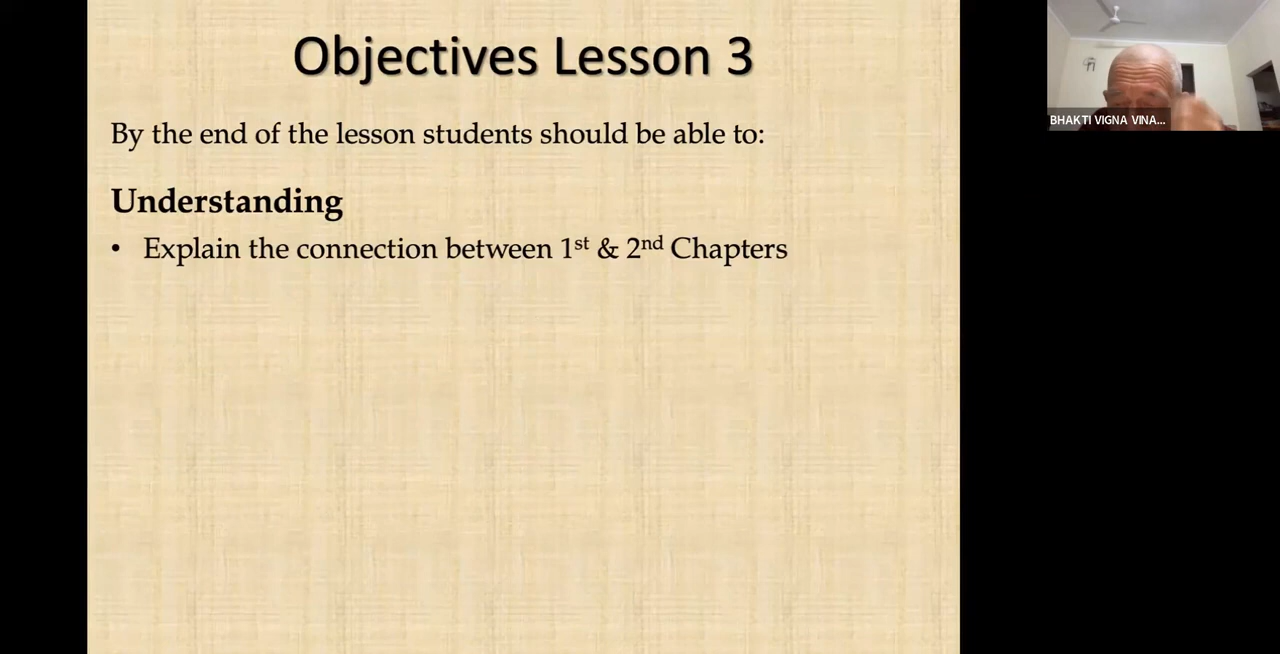 Objectives Lesson 3
By the end of the lesson students should be able to:
Understanding
• Explain the connection between 1st & 2nd Chapters
BHAKTI VIGNA VINA...